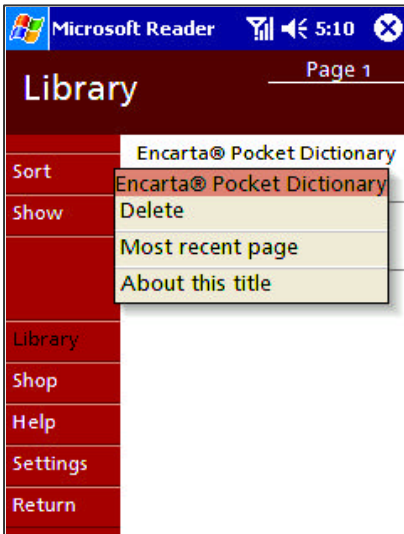 Microsoft Reader 5:10
Page 1
Library
Encarta® Pocket Dictionary
Sort
Encarta® Pocket Dictionary
Show
Delete
Most recent page
About this title
Library
Shop
Help
Settings
Return